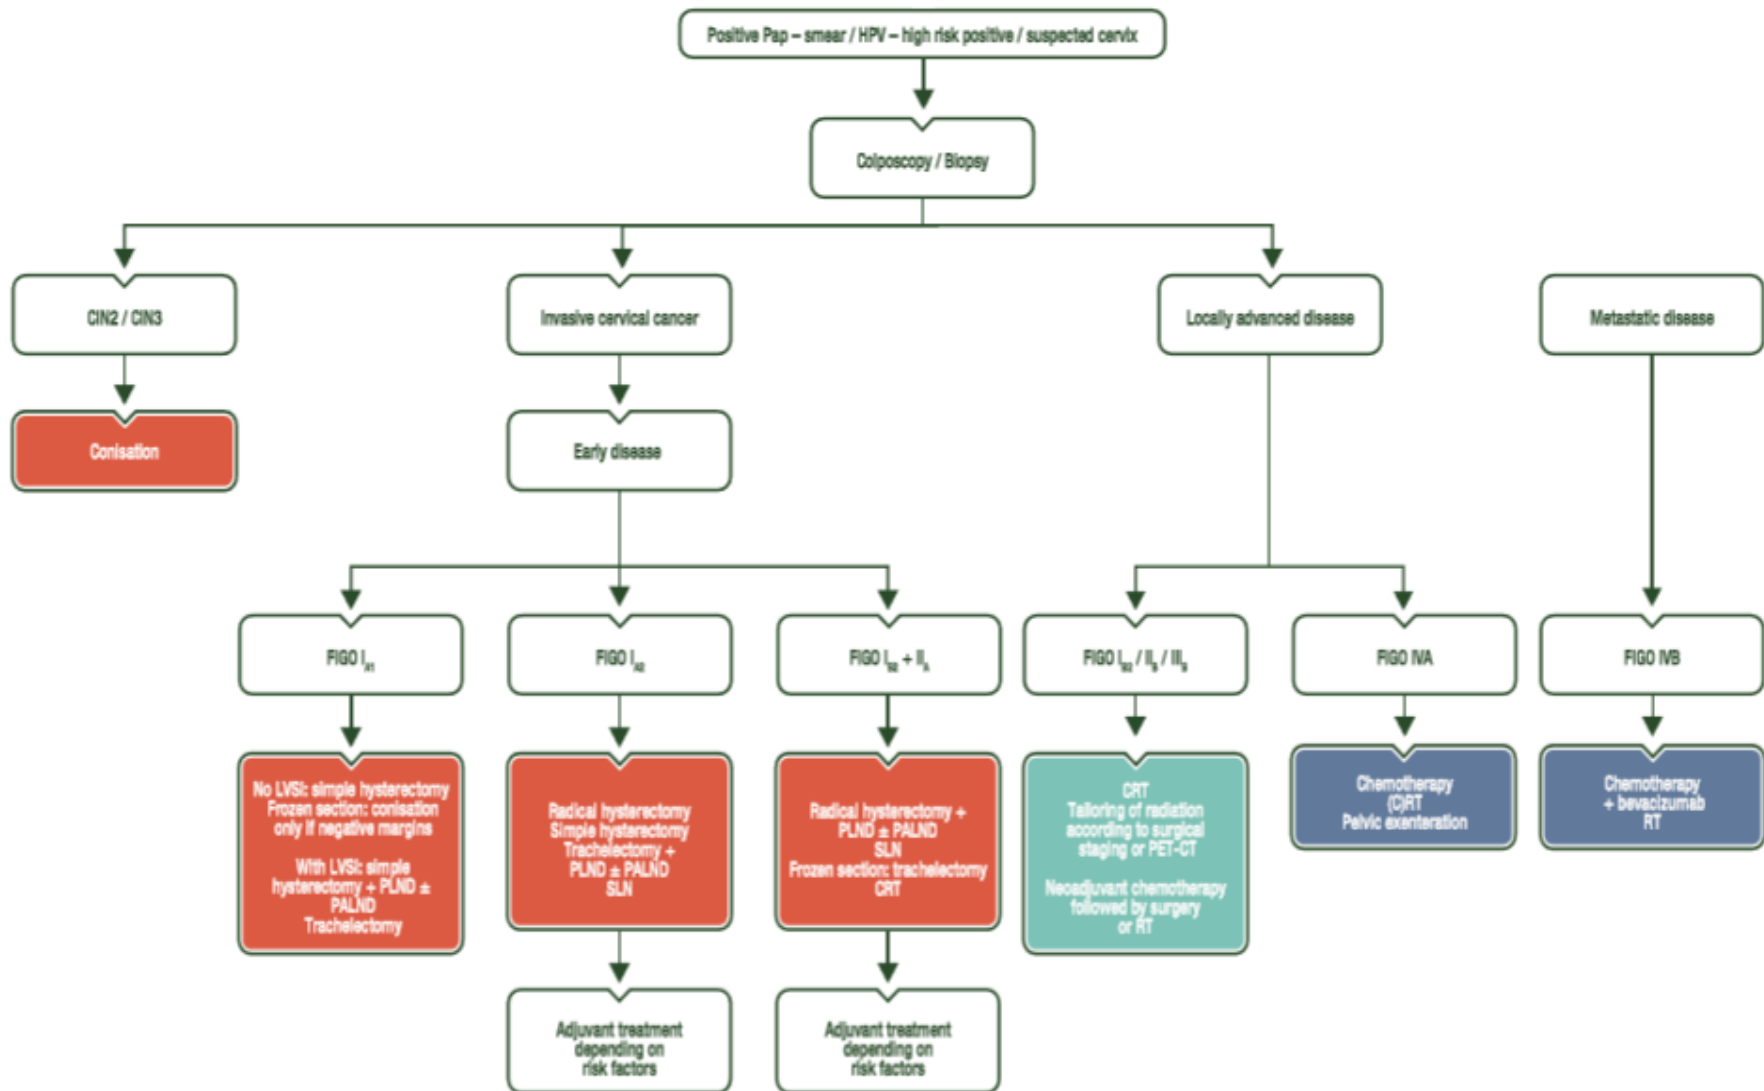 Positive Pap – smear / HPV – high risk positive / suspected cervix
Colposcopy / Biopsy
CIN2 / CIN3
Invasive cervical cancer
Locally advanced disease
Metastatic disease
Conisation
Early disease
FIGO I A1
FIGO I A2
FIGO I B2 + II A
FIGO I B2 / II B / III B
FIGO IVA
FIGO IVB
No LVSI: simple hysterectomy
Frozen section: conisation
only if negative margins
With LVSI: simple
hysterectomy + PLND ±
PALND
Trachelectomy
Radical hysterectomy
Simple hysterectomy
Trachelectomy +
PLND ± PALND
SLN
Radical hysterectomy +
PLND ± PALND
SLN
Frozen section: trachelectomy
CRT
CRT
Tailoring of radiation
according to surgical
staging or PET-CT
Neoadjuvant chemotherapy
followed by surgery
or RT
Chemotherapy
(C)RT
Pelvic exenteration
Chemotherapy
+ bevacizumab
RT
Adjuvant treatment
depending on
risk factors
Adjuvant treatment
depending on
risk factors